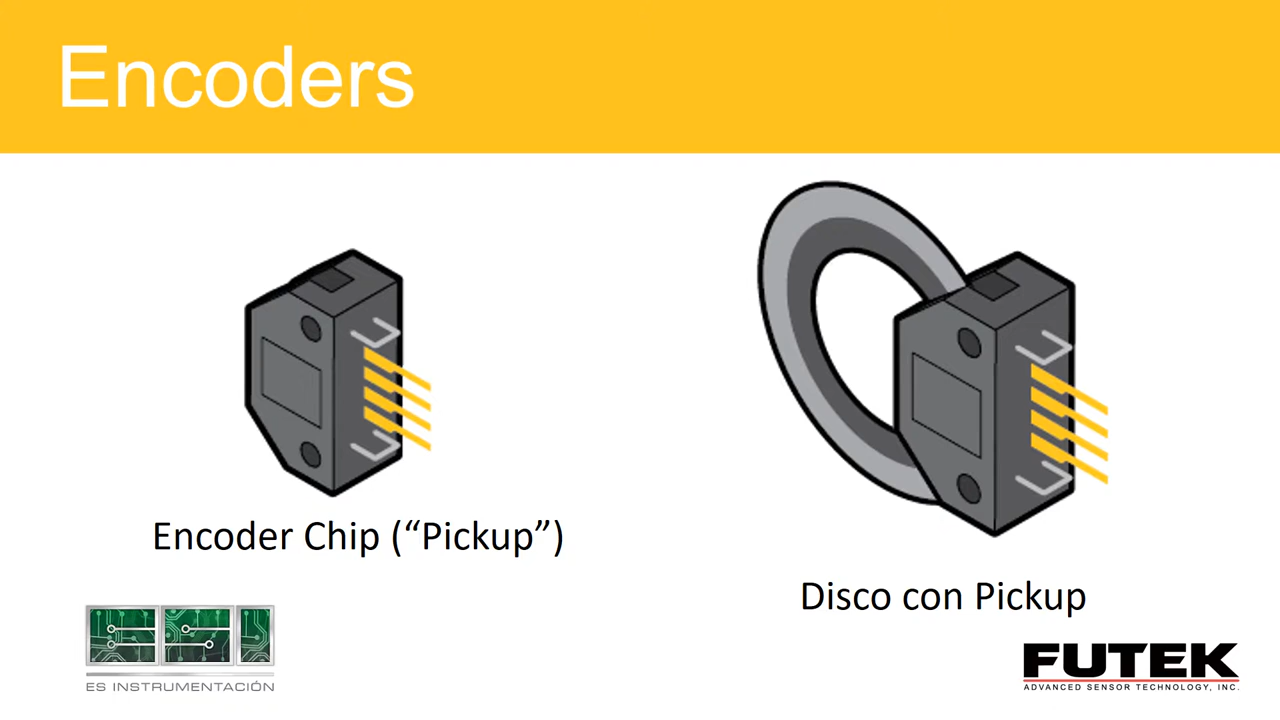 Encoders
Encoder Chip (“Pickup”)
Disco con Pickup
ES INSTRUMENTACIÓN
FUTEK
ADVANCED SENSOR TECHNOLOGY, INC.